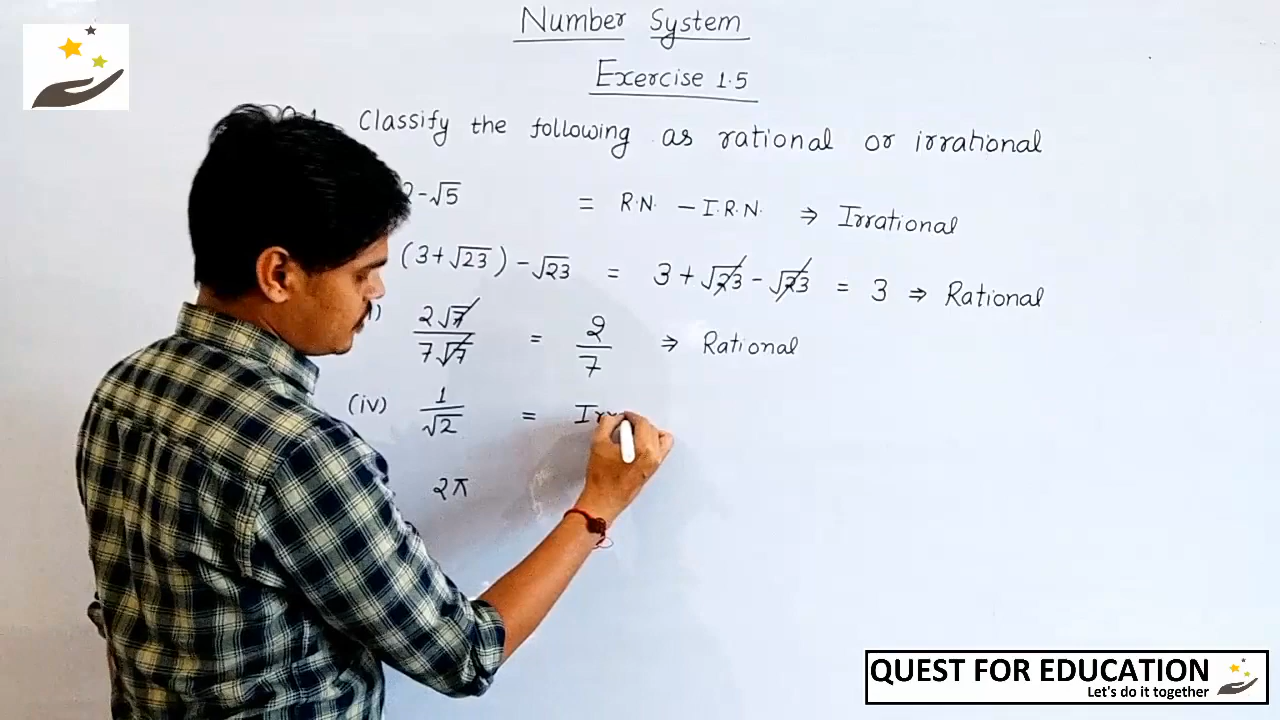 Number System
Exercise 1.5
Classify the following as rational or irrational
2-√5 = R.N. - I.R.N. ⇒ Irrational
(3+√23) - √23 = 3 + √23 - √23 = 3 ⇒ Rational
2√7/7√7 = 2/7 ⇒ Rational
(iv) 1/√2 =
2π
QUEST FOR EDUCATION
Let's do it together